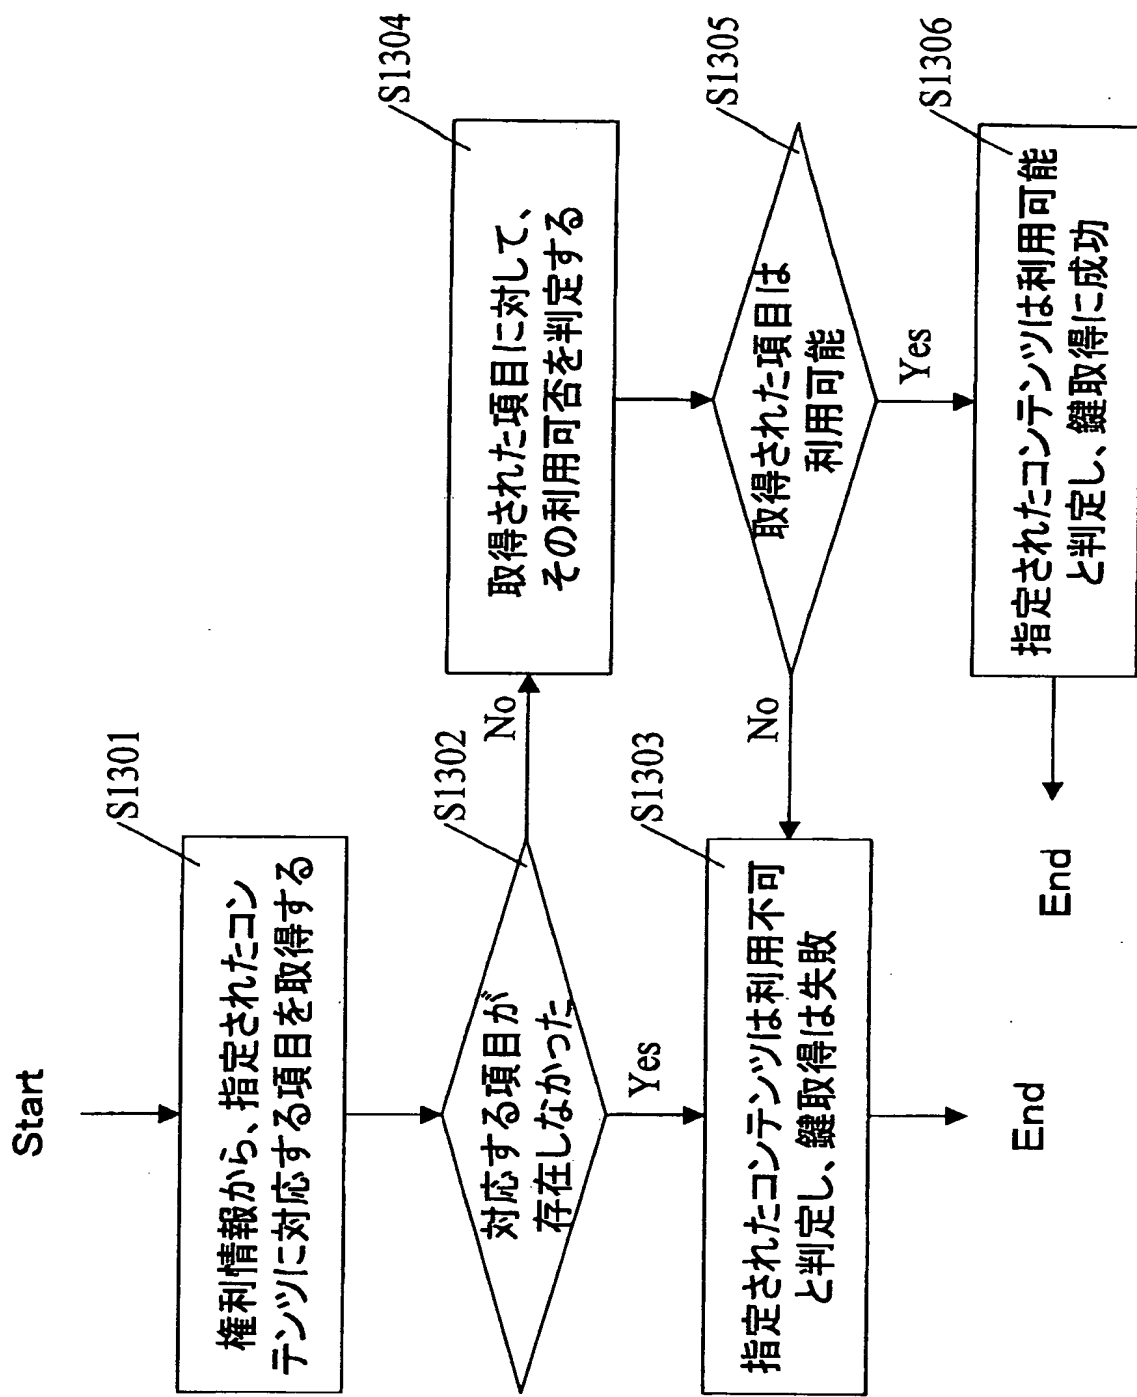 Start
S1301
権利情報から、指定されたコン
テンツに対応する項目を取得する
S1302
対応する項目が
存在しなかった
Yes
No
S1303
指定されたコンテンツは利用不可
と判定し、鍵取得は失敗
End
S1304
取得された項目に対して、
その利用可否を判定する
S1305
取得された項目は
利用可能
No
Yes
S1306
指定されたコンテンツは利用可能
と判定し、鍵取得に成功
End